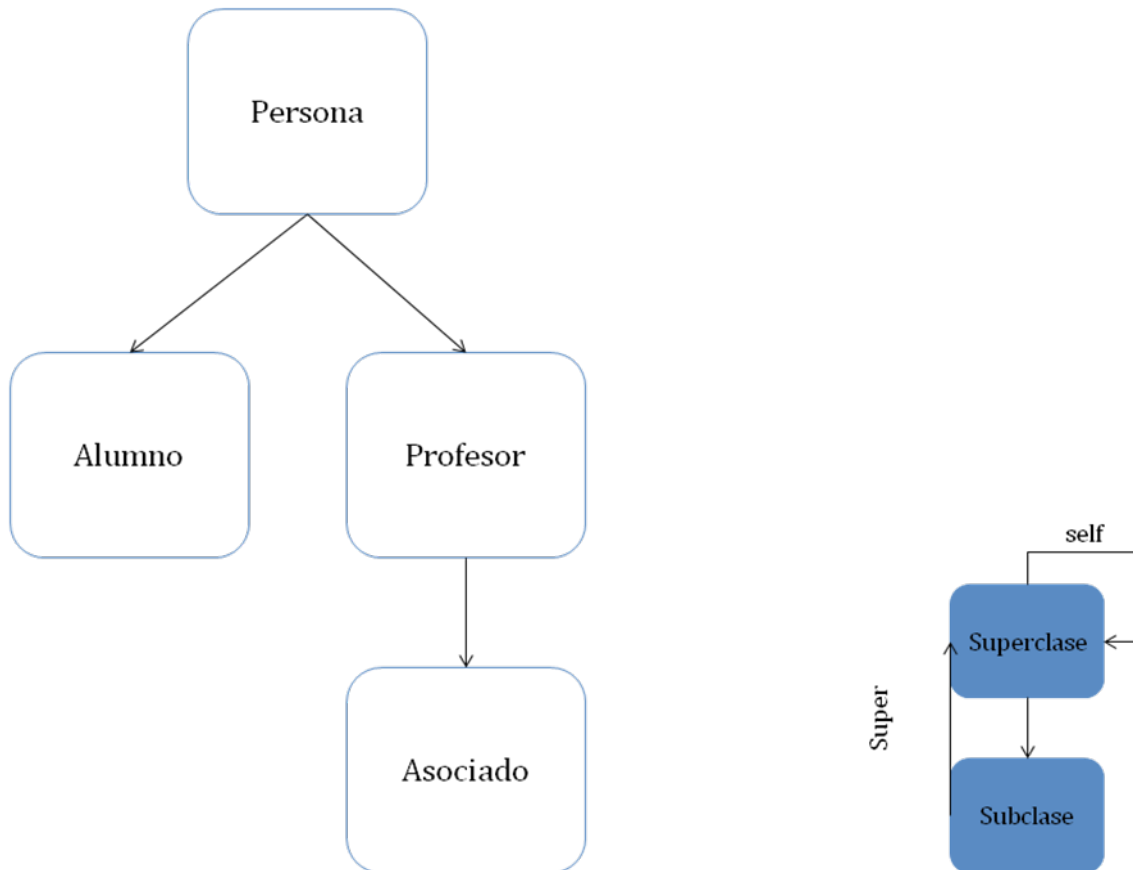 Persona
Alumno
Profesor
Asociado
self
Superclase
Super
Subclase